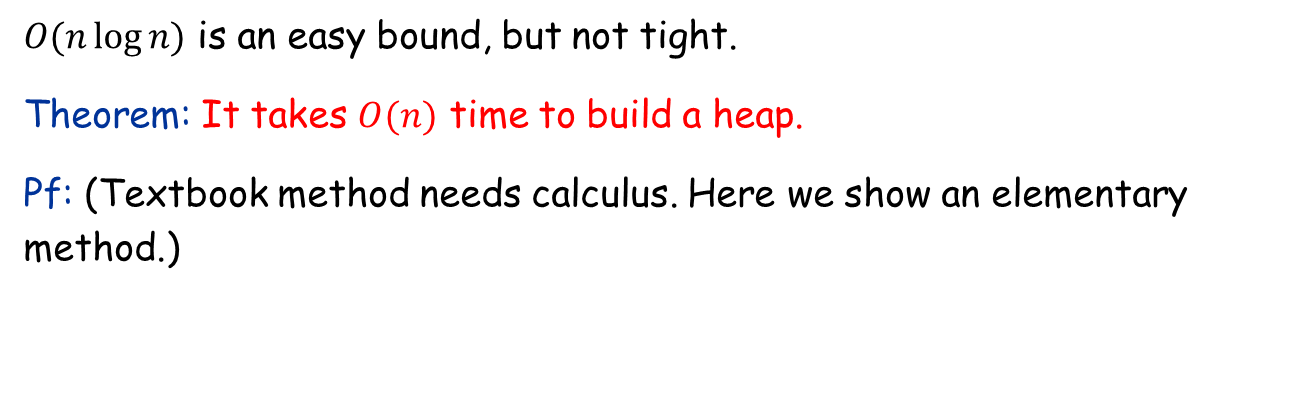 O(n log n) is an easy bound, but not tight.
Theorem: It takes O(n) time to build a heap.
Pf: (Textbook method needs calculus. Here we show an elementary
method.)